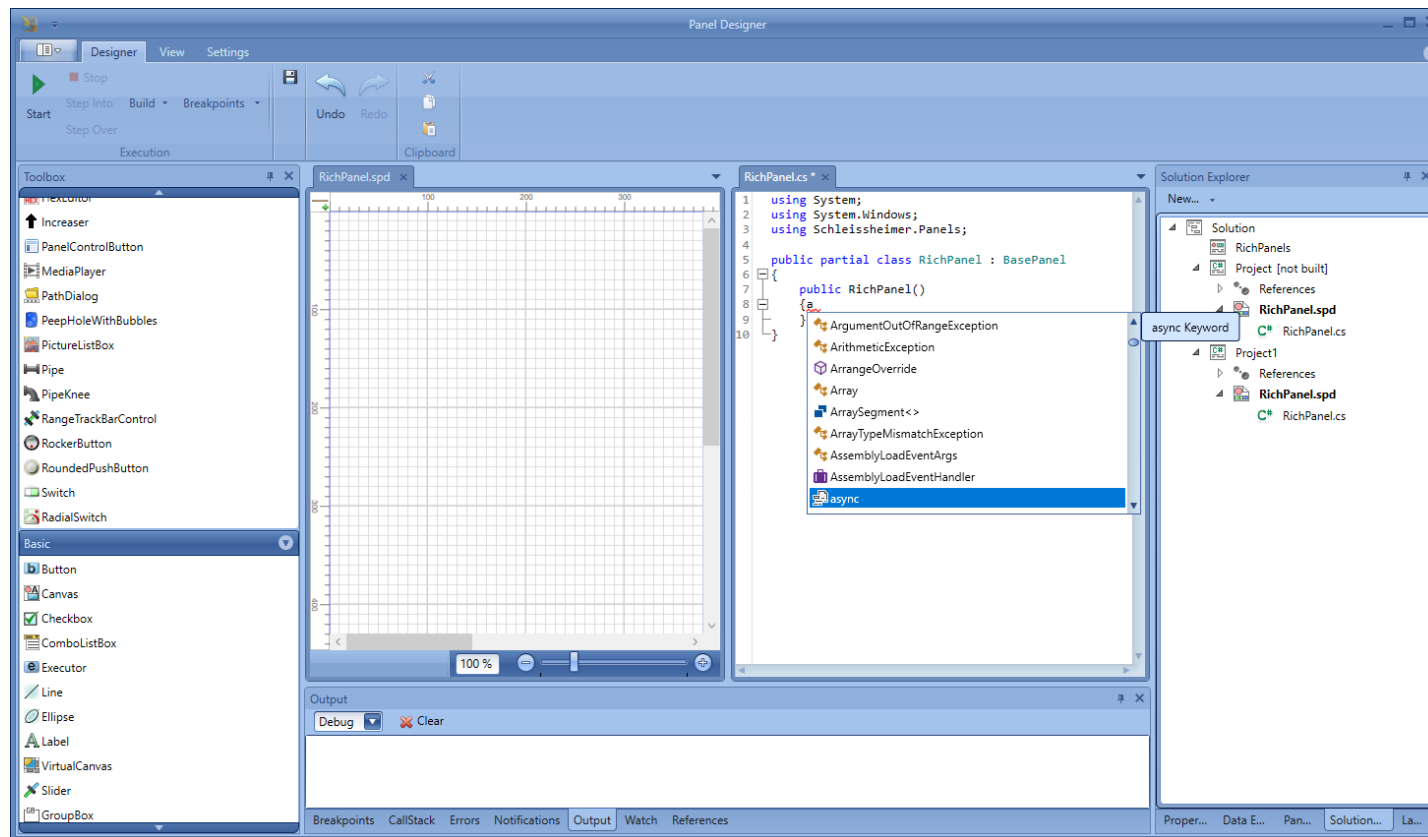 Panel Designer
Designer View Settings
Start
Stop
Step Into
Step Over
Build
Breakpoints
Execution
Undo
Redo
Clipboard
Toolbox
HexEditor
Increaser
PanelControlButton
MediaPlayer
PathDialog
PeepHoleWithBubbles
PictureListBox
Pipe
PipeKnee
RangeTrackBarControl
RockerButton
RoundedPushButton
Switch
RadialSwitch
Basic
Button
Canvas
Checkbox
ComboListBox
Executor
Line
Ellipse
Label
VirtualCanvas
Slider
GroupBox
RichPanel.spd
100 200 300
100
200
300
400
100 %
RichPanel.cs *
1 using System;
2 using System.Windows;
3 using Schleissheimer.Panels;
4
5 public partial class RichPanel : BasePanel
6 {
7 public RichPanel()
8 {a
9 }
10 }
ArgumentOutOfRangeException
ArithmeticException
ArrangeOverride
Array
ArraySegment<>
ArrayTypeMismatchException
AssemblyLoadEventArgs
AssemblyLoadEventHandler
async
async Keyword
Output
Debug Clear
Breakpoints CallStack Errors Notifications Output Watch References
Solution Explorer
New...
Solution
RichPanels
Project [not built]
References
RichPanel.spd
C# RichPanel.cs
Project1
References
RichPanel.spd
C# RichPanel.cs
Proper... Data E... Pan... Solution... La...